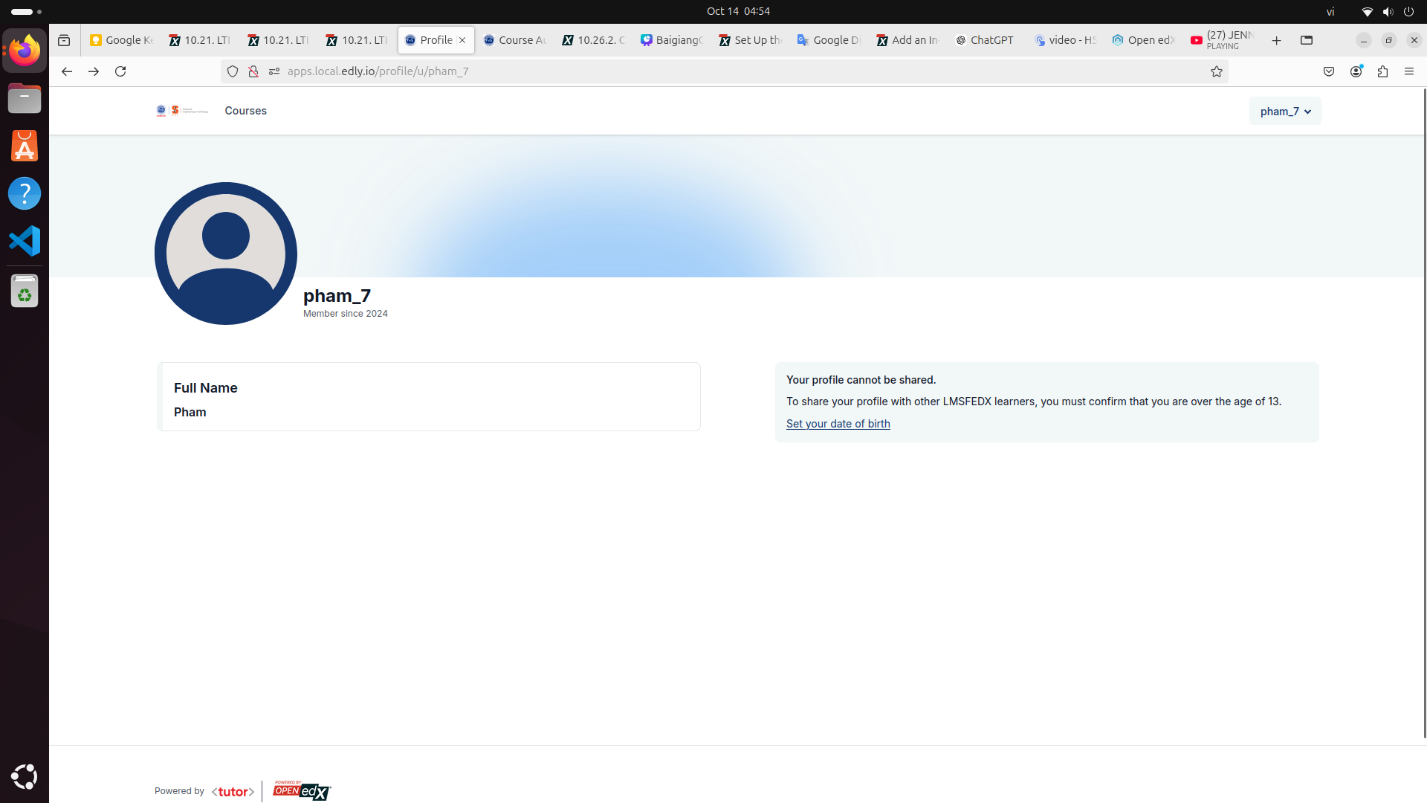 Oct 14 04:54
vi
Google Ke
10.21. LTI
10.21. LTI
10.21. LTI
Profile
Course Au
10.26.2. C
BaigiangC
Set Up the
Google Dị
Add an In
ChatGPT
video - HS
Open edX
(27) JENN
PLAYING
apps.local.edly.io/profile/u/pham_7
Courses
pham_7
pham_7
Member since 2024
Full Name
Pham
Your profile cannot be shared.
To share your profile with other LMSFEDX learners, you must confirm that you are over the age of 13.
Set your date of birth
Powered by
<tutor>
POWERED BY
OPEN edX